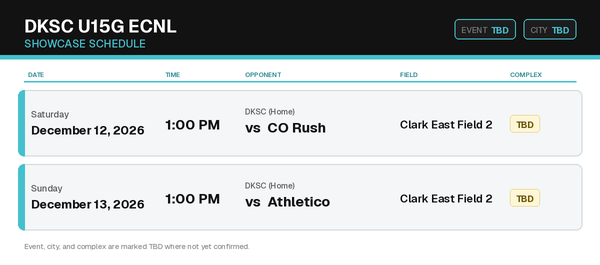 DKSC U15G ECNL
SHOWCASE SCHEDULE
EVENT TBD
CITY TBD
DATE TIME OPPONENT FIELD COMPLEX
Saturday
December 12, 2026
1:00 PM
DKSC (Home)
vs CO Rush
Clark East Field 2
TBD
Sunday
December 13, 2026
1:00 PM
DKSC (Home)
vs Athletico
Clark East Field 2
TBD
Event, city, and complex are marked TBD where not yet confirmed.